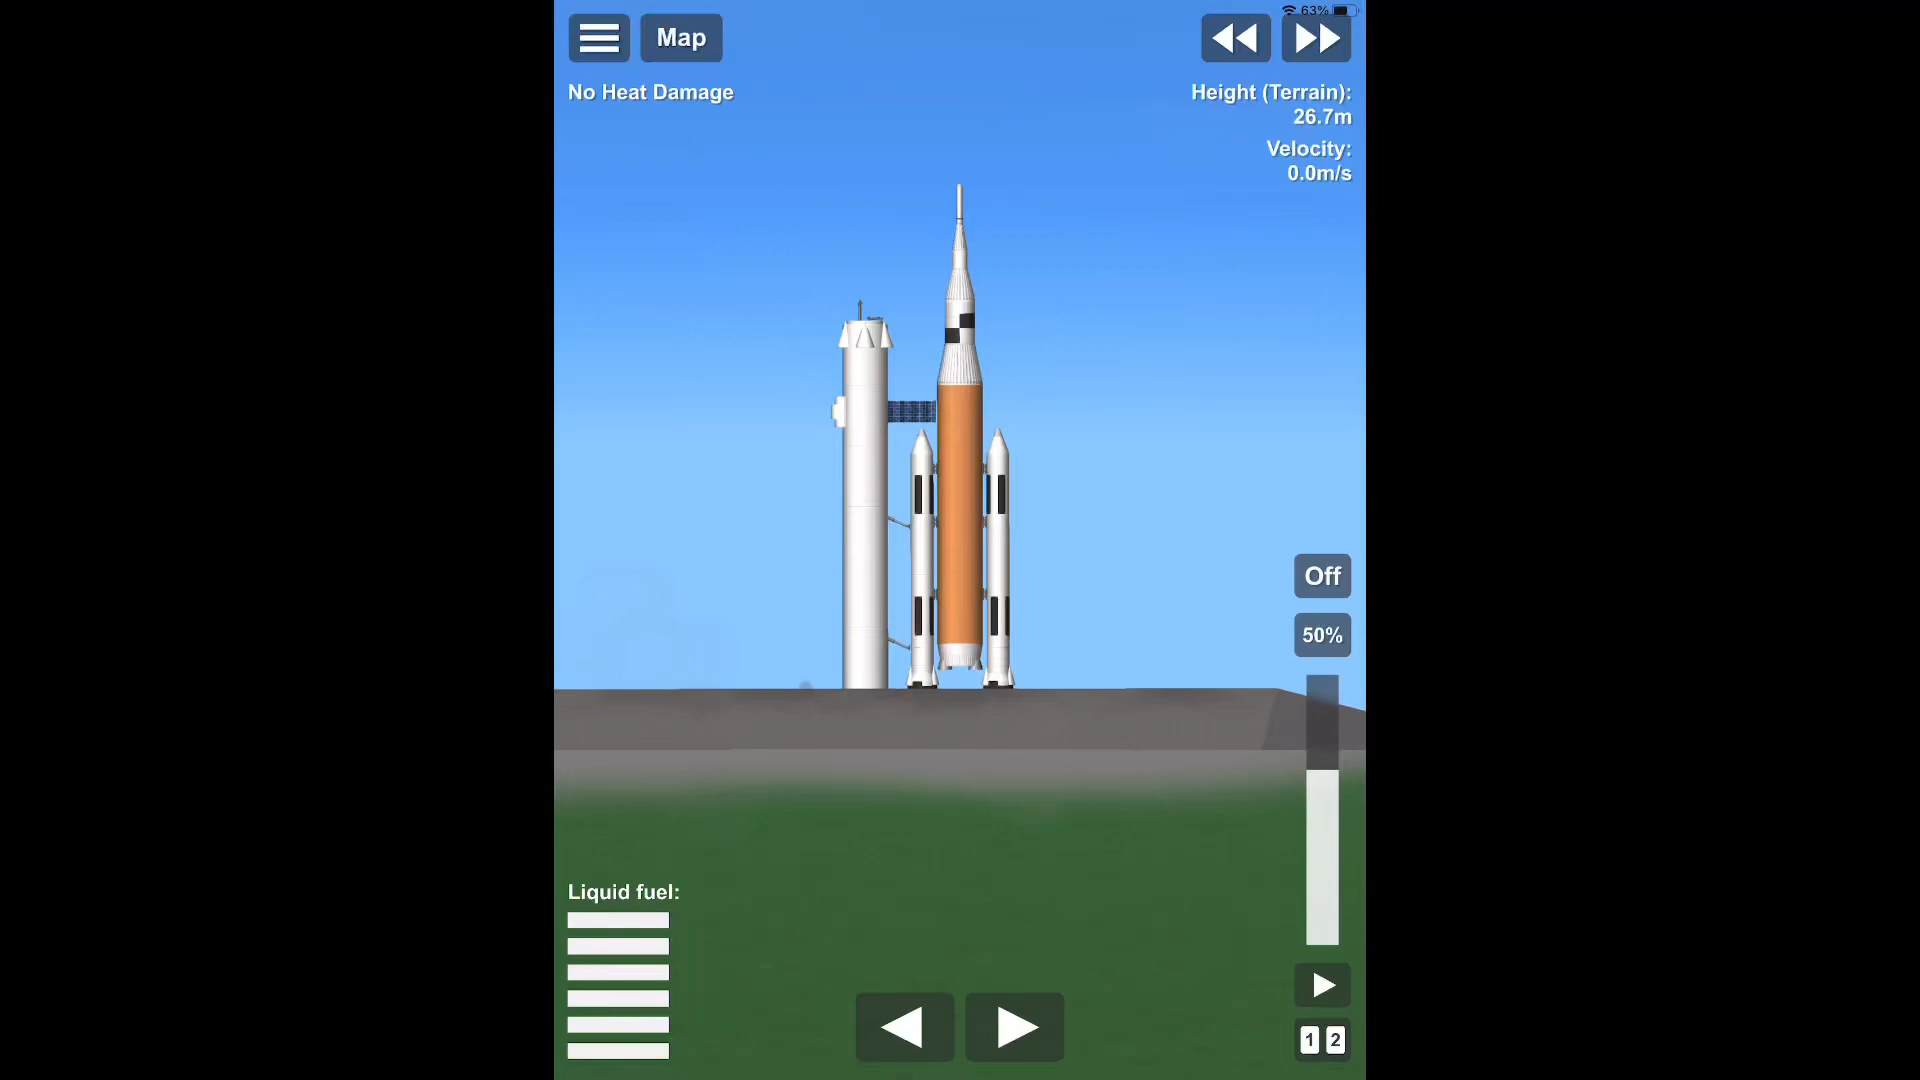 63%
Map
No Heat Damage
Height (Terrain):
26.7m
Velocity:
0.0m/s
Off
50%
Liquid fuel:
1 2